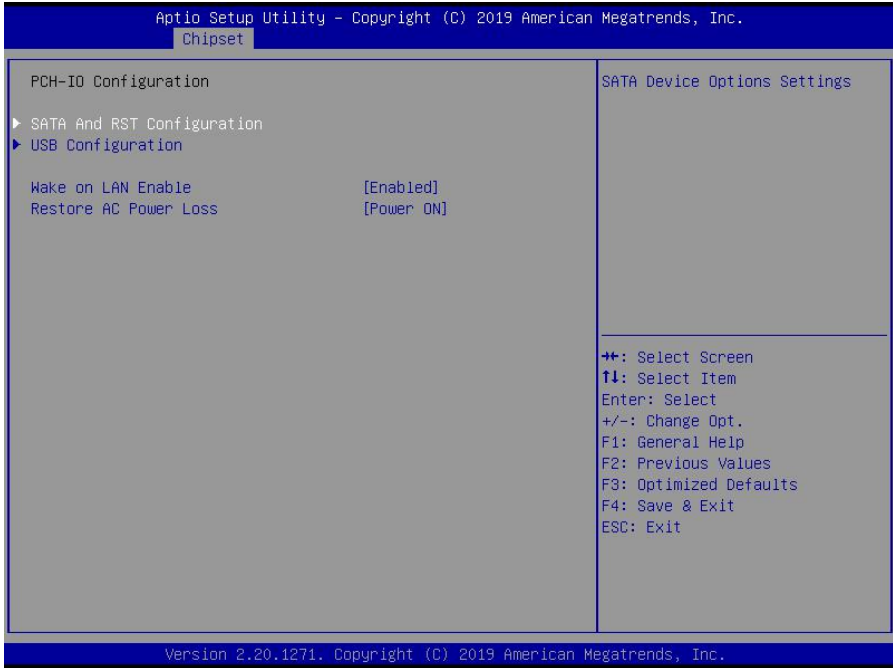 Aptio Setup Utility – Copyright (C) 2019 American Megatrends, Inc.
Chipset
PCH-IO Configuration
SATA And RST Configuration
USB Configuration
Wake on LAN Enable [Enabled]
Restore AC Power Loss [Power ON]
SATA Device Options Settings
→←: Select Screen
↑↓: Select Item
Enter: Select
+/-: Change Opt.
F1: General Help
F2: Previous Values
F3: Optimized Defaults
F4: Save & Exit
ESC: Exit
Version 2.20.1271. Copyright (C) 2019 American Megatrends, Inc.